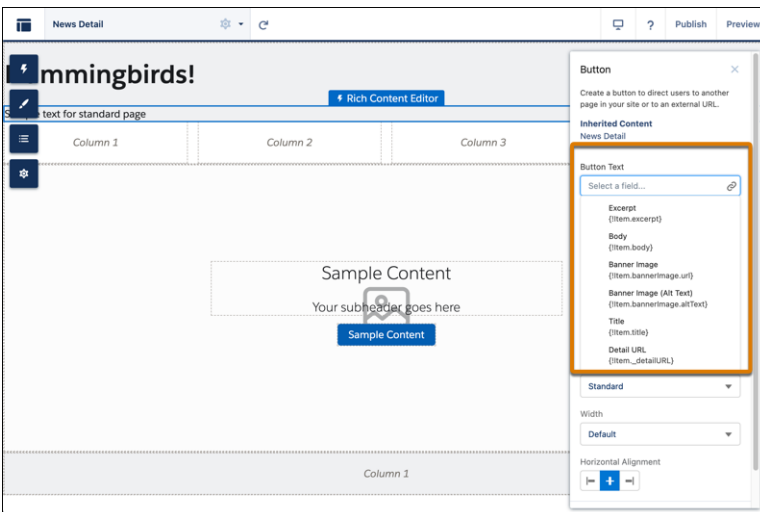 News Detail
?
Publish
Preview
mmingbirds!
Rich Content Editor
text for standard page
Column 1
Column 2
Column 3
Sample Content
Your subheader goes here
Sample Content
Column 1
Button
Create a button to direct users to another
page in your site or to an external URL.
Inherited Content
News Detail
Button Text
Select a field...
Excerpt
{!Item.excerpt}
Body
{!Item.body}
Banner Image
{!Item.bannerImage.url}
Banner Image (Alt Text)
{!Item.bannerImage.altText}
Title
{!Item.title}
Detail URL
{!Item._detailURL}
Standard
Width
Default
Horizontal Alignment